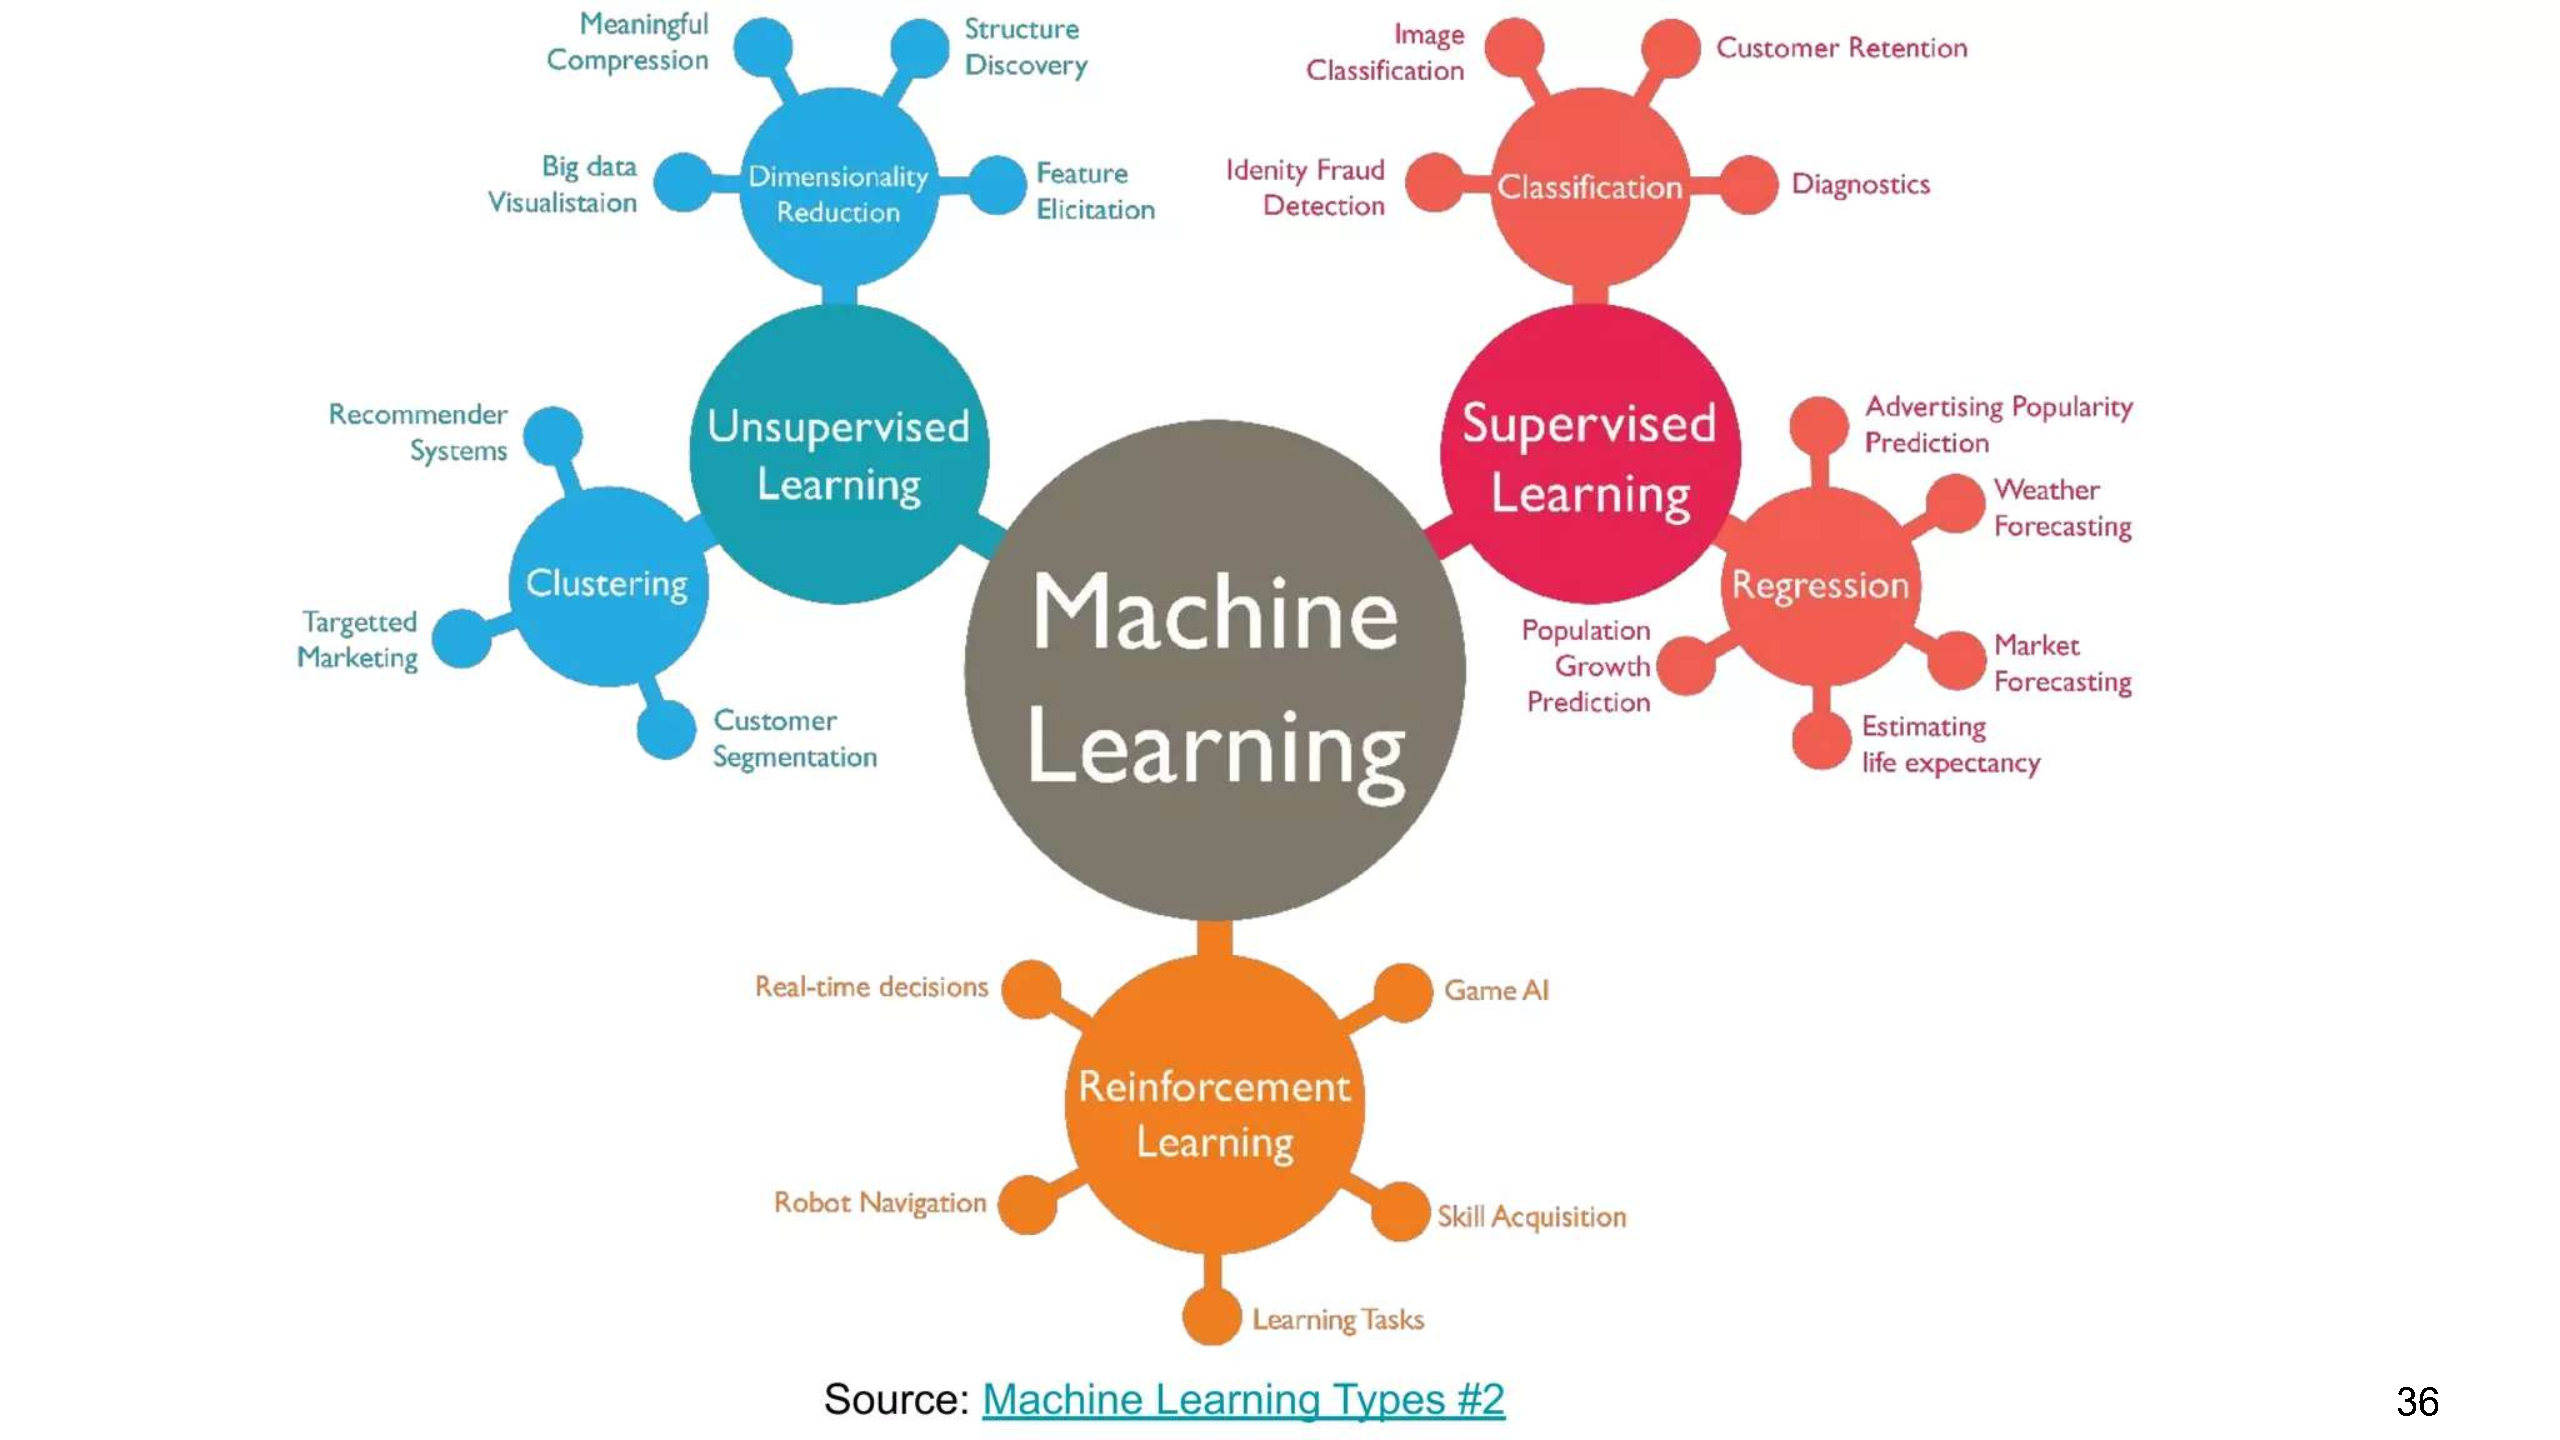 Meaningful
Compression
Structure
Discovery
Big data
Visualistaion
Dimensionality
Reduction
Feature
Elicitation
Image
Classification
Customer Retention
Idenity Fraud
Detection
Classification
Diagnostics
Recommender
Systems
Unsupervised
Learning
Clustering
Targetted
Marketing
Customer
Segmentation
Supervised
Learning
Advertising Popularity
Prediction
Weather
Forecasting
Regression
Population
Growth
Prediction
Market
Forecasting
Estimating
life expectancy
Machine
Learning
Real-time decisions
Game AI
Reinforcement
Learning
Robot Navigation
Skill Acquisition
Learning Tasks
Source: Machine Learning Types #2
36